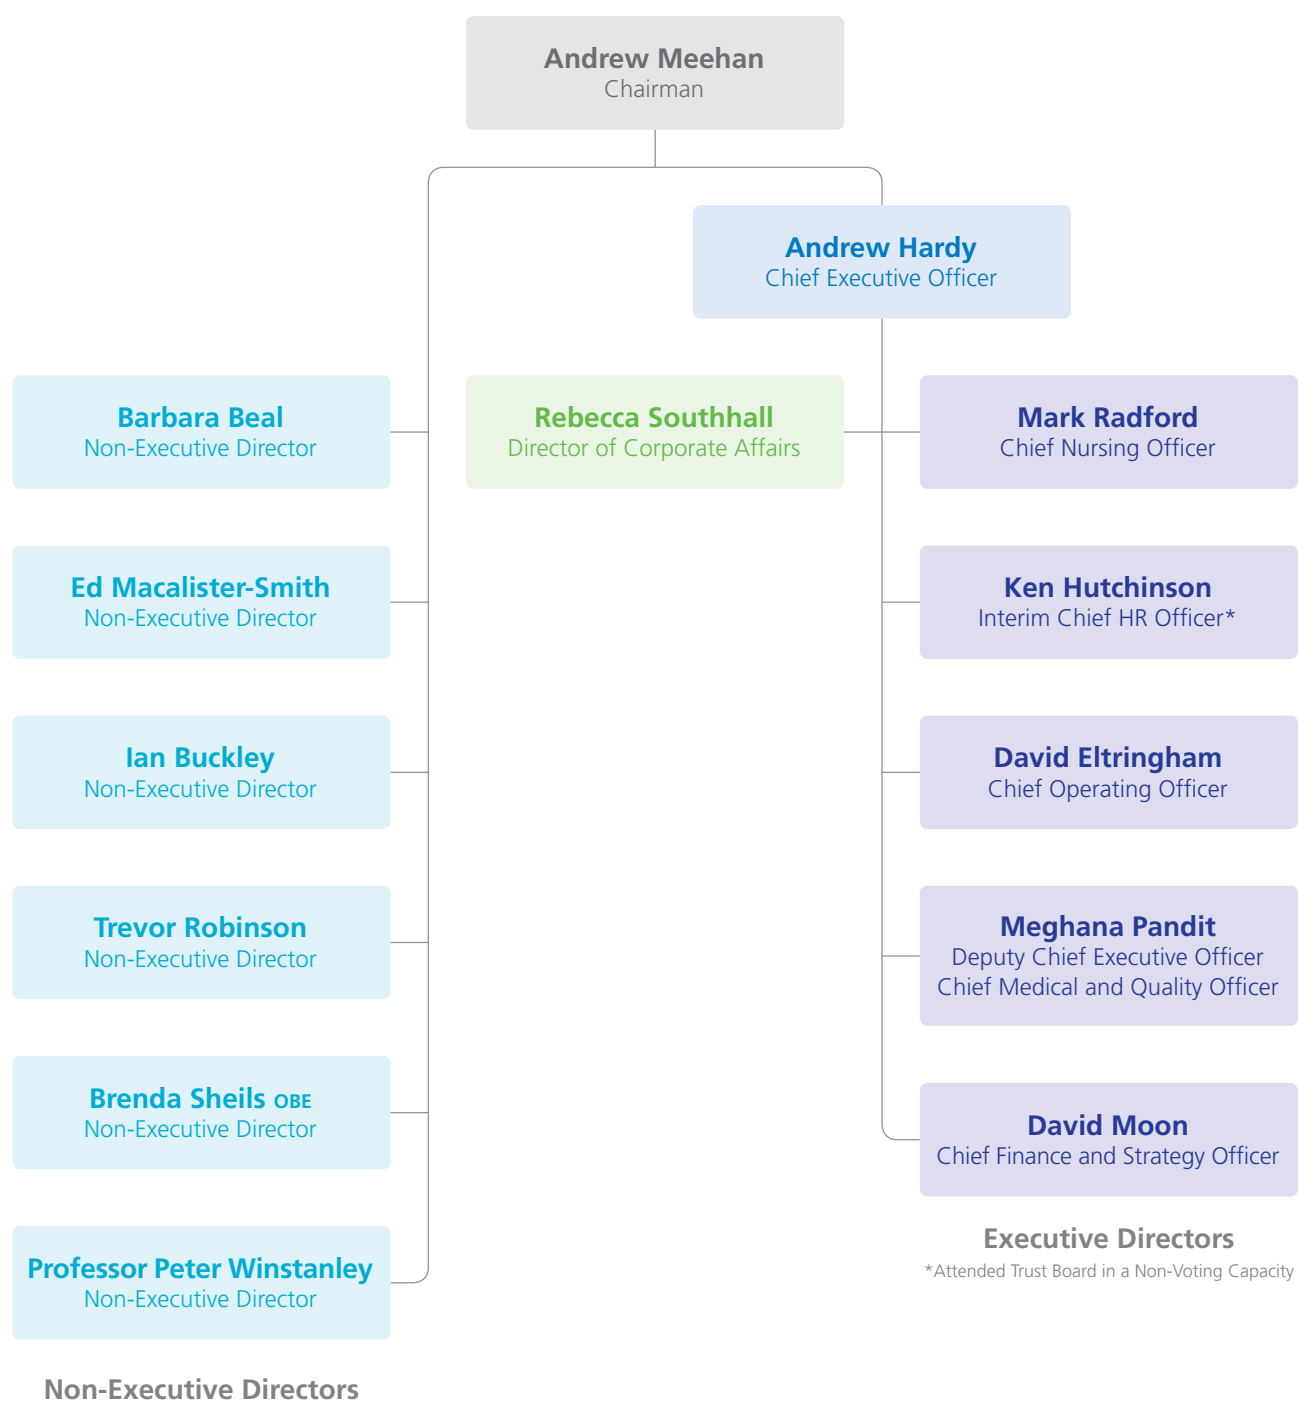 Andrew Meehan
Chairman
Andrew Hardy
Chief Executive Officer
Barbara Beal
Non-Executive Director
Rebecca Southhall
Director of Corporate Affairs
Mark Radford
Chief Nursing Officer
Ed Macalister-Smith
Non-Executive Director
Ken Hutchinson
Interim Chief HR Officer*
Ian Buckley
Non-Executive Director
David Eltringham
Chief Operating Officer
Trevor Robinson
Non-Executive Director
Meghana Pandit
Deputy Chief Executive Officer
Chief Medical and Quality Officer
Brenda Sheils OBE
Non-Executive Director
David Moon
Chief Finance and Strategy Officer
Professor Peter Winstanley
Non-Executive Director
Executive Directors
*Attended Trust Board in a Non-Voting Capacity
Non-Executive Directors